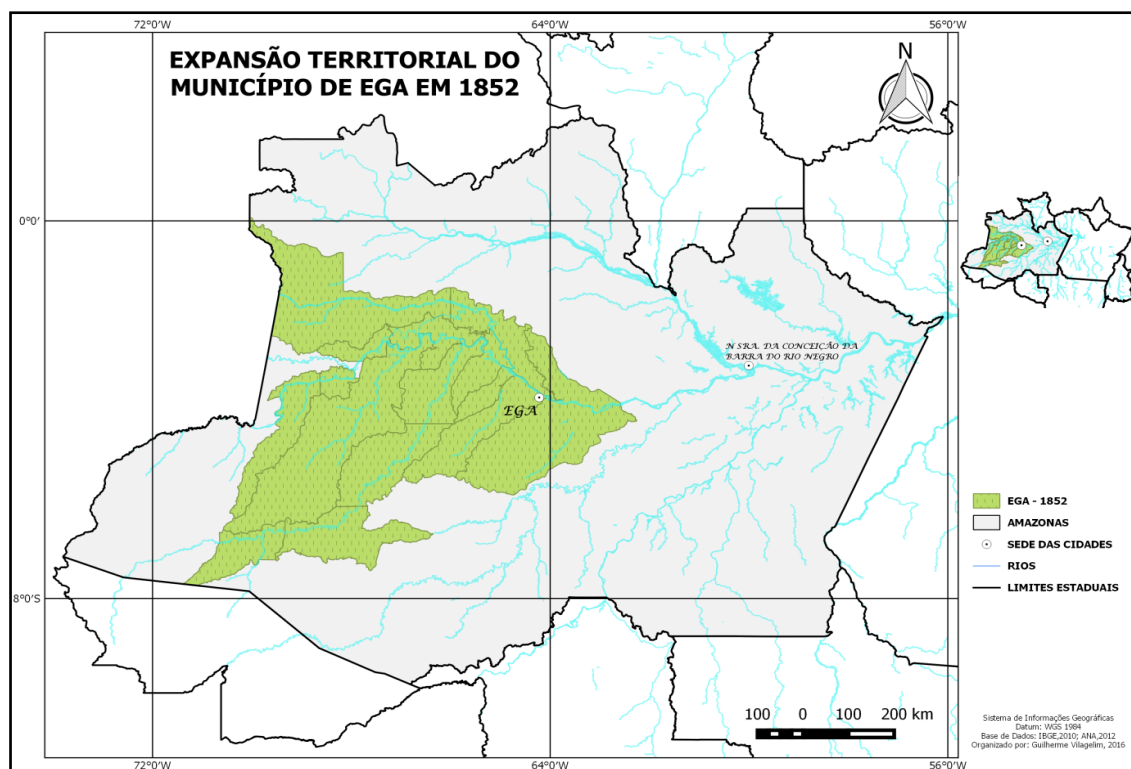 72°0'W
64°0'W
56°0'W
EXPANSÃO TERRITORIAL DO
MUNICÍPIO DE EGA EM 1852
N
0°0'
N SRA. DA CONCEIÇÃO DA
BARRA DO RIO NEGRO
EGA
EGA - 1852
AMAZONAS
SEDE DAS CIDADES
RIOS
LIMITES ESTADUAIS
8°0'S
100 0 100 200 km
Sistema de Informações Geográficas
Datum: WGS 1984
Base de Dados: IBGE,2010; ANA,2012
Organizado por: Guilherme Vilagelim, 2016
72°0'W
64°0'W
56°0'W